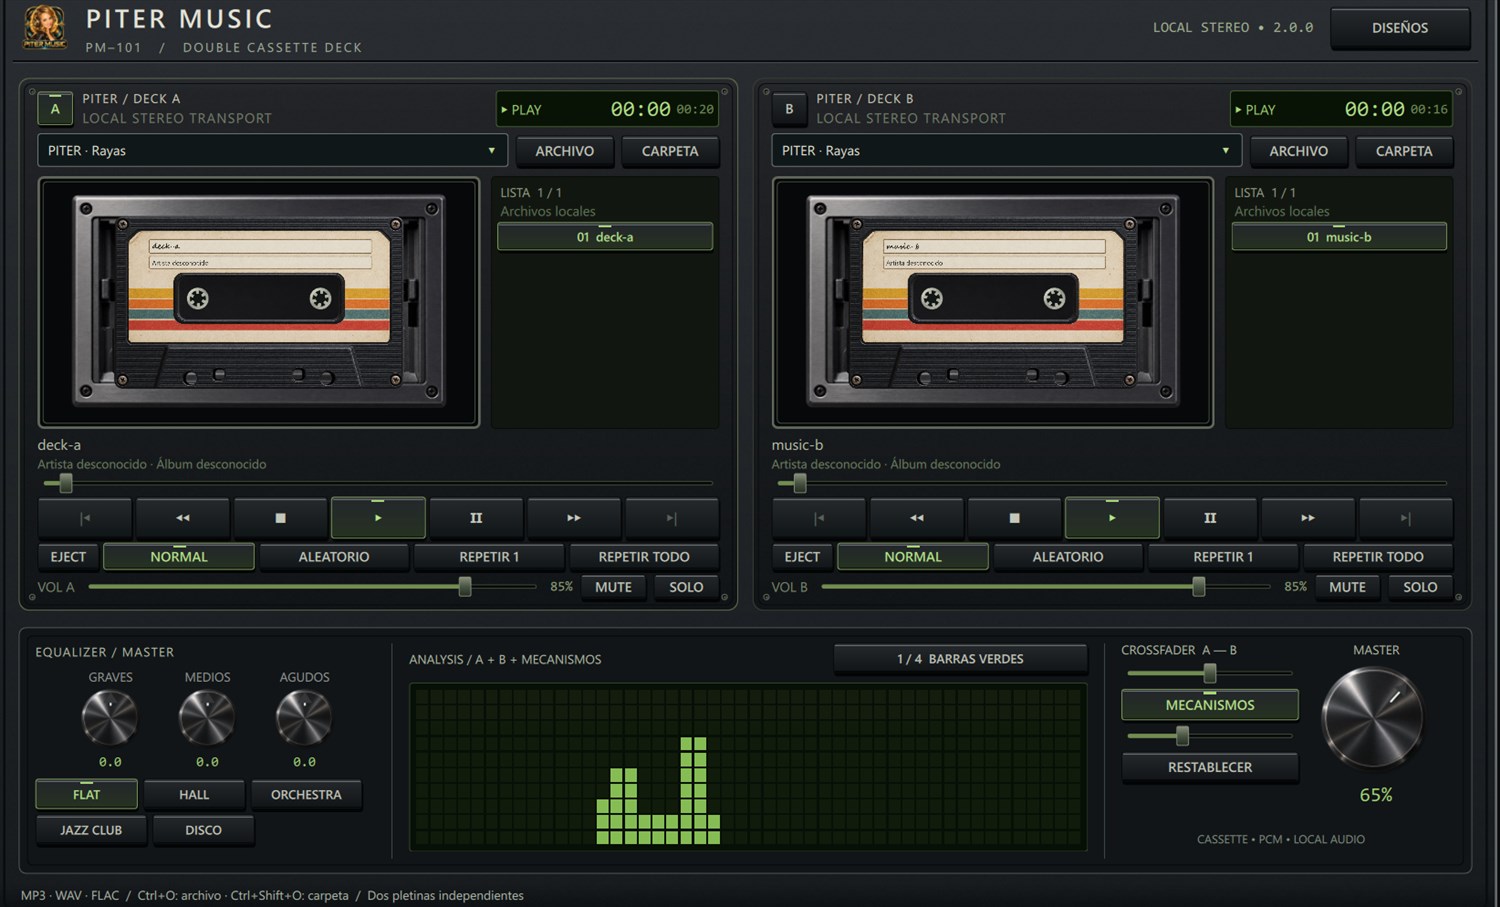 PITER MUSIC
PITER MUSIC
PM-101 / DOUBLE CASSETTE DECK
LOCAL STEREO • 2.0.0
DISEÑOS
A
PITER / DECK A
LOCAL STEREO TRANSPORT
PLAY 00:00 00:20
PITER · Rayas
ARCHIVO
CARPETA
deck-a
Artista desconocido
LISTA 1 / 1
Archivos locales
01 deck-a
deck-a
Artista desconocido · Álbum desconocido
EJECT
NORMAL
ALEATORIO
REPETIR 1
REPETIR TODO
VOL A
85%
MUTE
SOLO
B
PITER / DECK B
LOCAL STEREO TRANSPORT
PLAY 00:00 00:16
PITER · Rayas
ARCHIVO
CARPETA
music-b
Artista desconocido
LISTA 1 / 1
Archivos locales
01 music-b
music-b
Artista desconocido · Álbum desconocido
EJECT
NORMAL
ALEATORIO
REPETIR 1
REPETIR TODO
VOL B
85%
MUTE
SOLO
EQUALIZER / MASTER
GRAVES
MEDIOS
AGUDOS
0.0
0.0
0.0
FLAT
HALL
ORCHESTRA
JAZZ CLUB
DISCO
ANALYSIS / A + B + MECANISMOS
1 / 4 BARRAS VERDES
CROSSFADER A — B
MECANISMOS
RESTABLECER
MASTER
65%
CASSETTE • PCM • LOCAL AUDIO
MP3 · WAV · FLAC / Ctrl+O: archivo · Ctrl+Shift+O: carpeta / Dos pletinas independientes